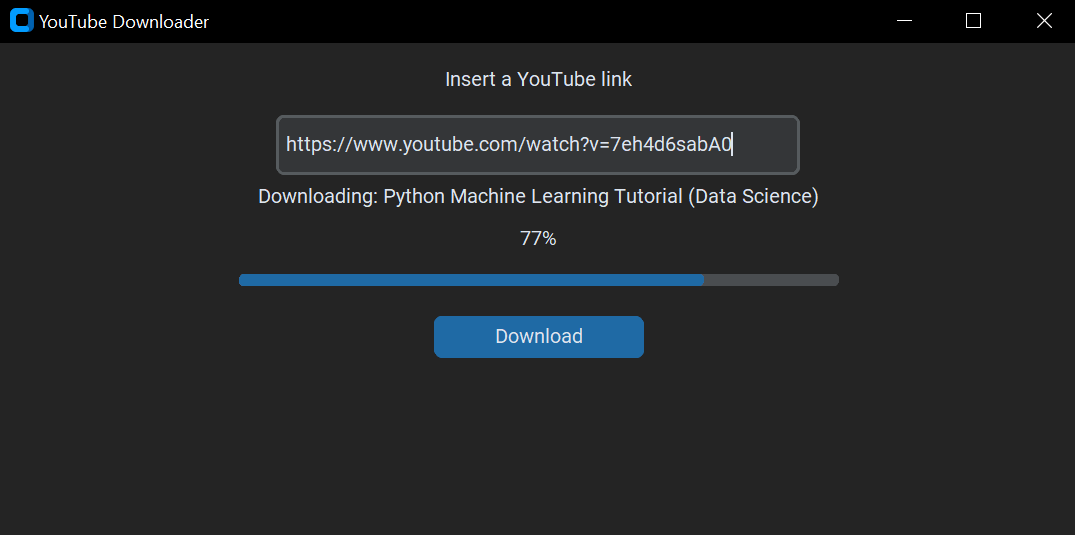 YouTube Downloader
Insert a YouTube link
https://www.youtube.com/watch?v=7eh4d6sabA0
Downloading: Python Machine Learning Tutorial (Data Science)
77%
Download